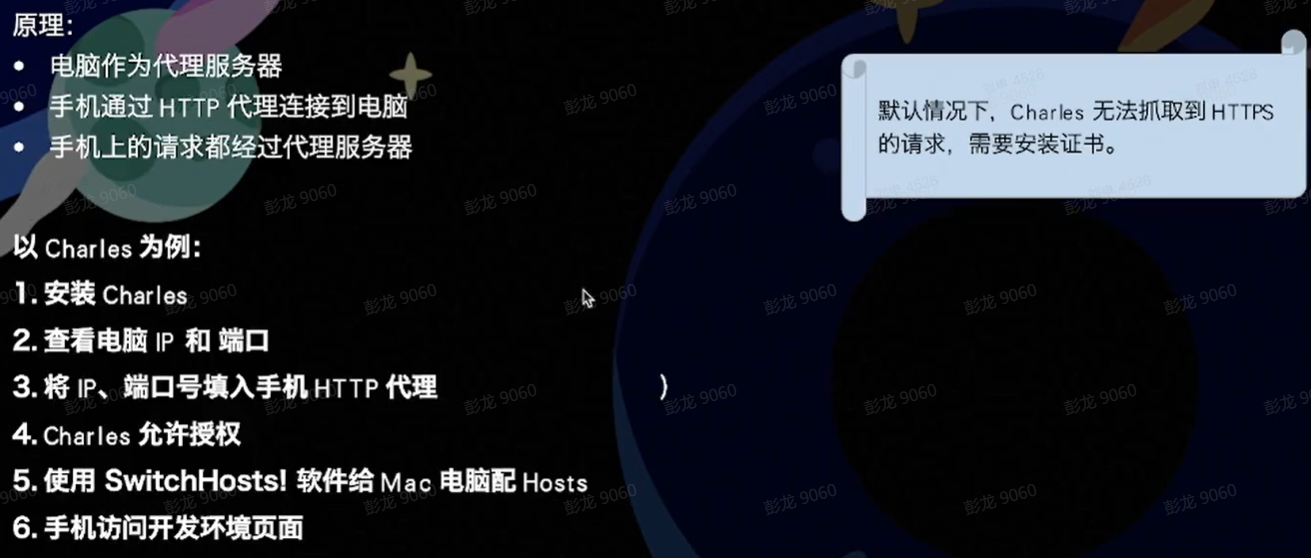 原理：
• 电脑作为代理服务器
• 手机通过 HTTP 代理连接到电脑
• 手机上的请求都经过代理服务器
默认情况下，Charles 无法抓取到 HTTPS
的请求，需要安装证书。
以 Charles 为例：
1. 安装 Charles
2. 查看电脑 IP 和 端口
3. 将 IP、端口号填入手机 HTTP 代理 )
4. Charles 允许授权
5. 使用 SwitchHosts! 软件给 Mac 电脑配 Hosts
6. 手机访问开发环境页面
彭龙 9060